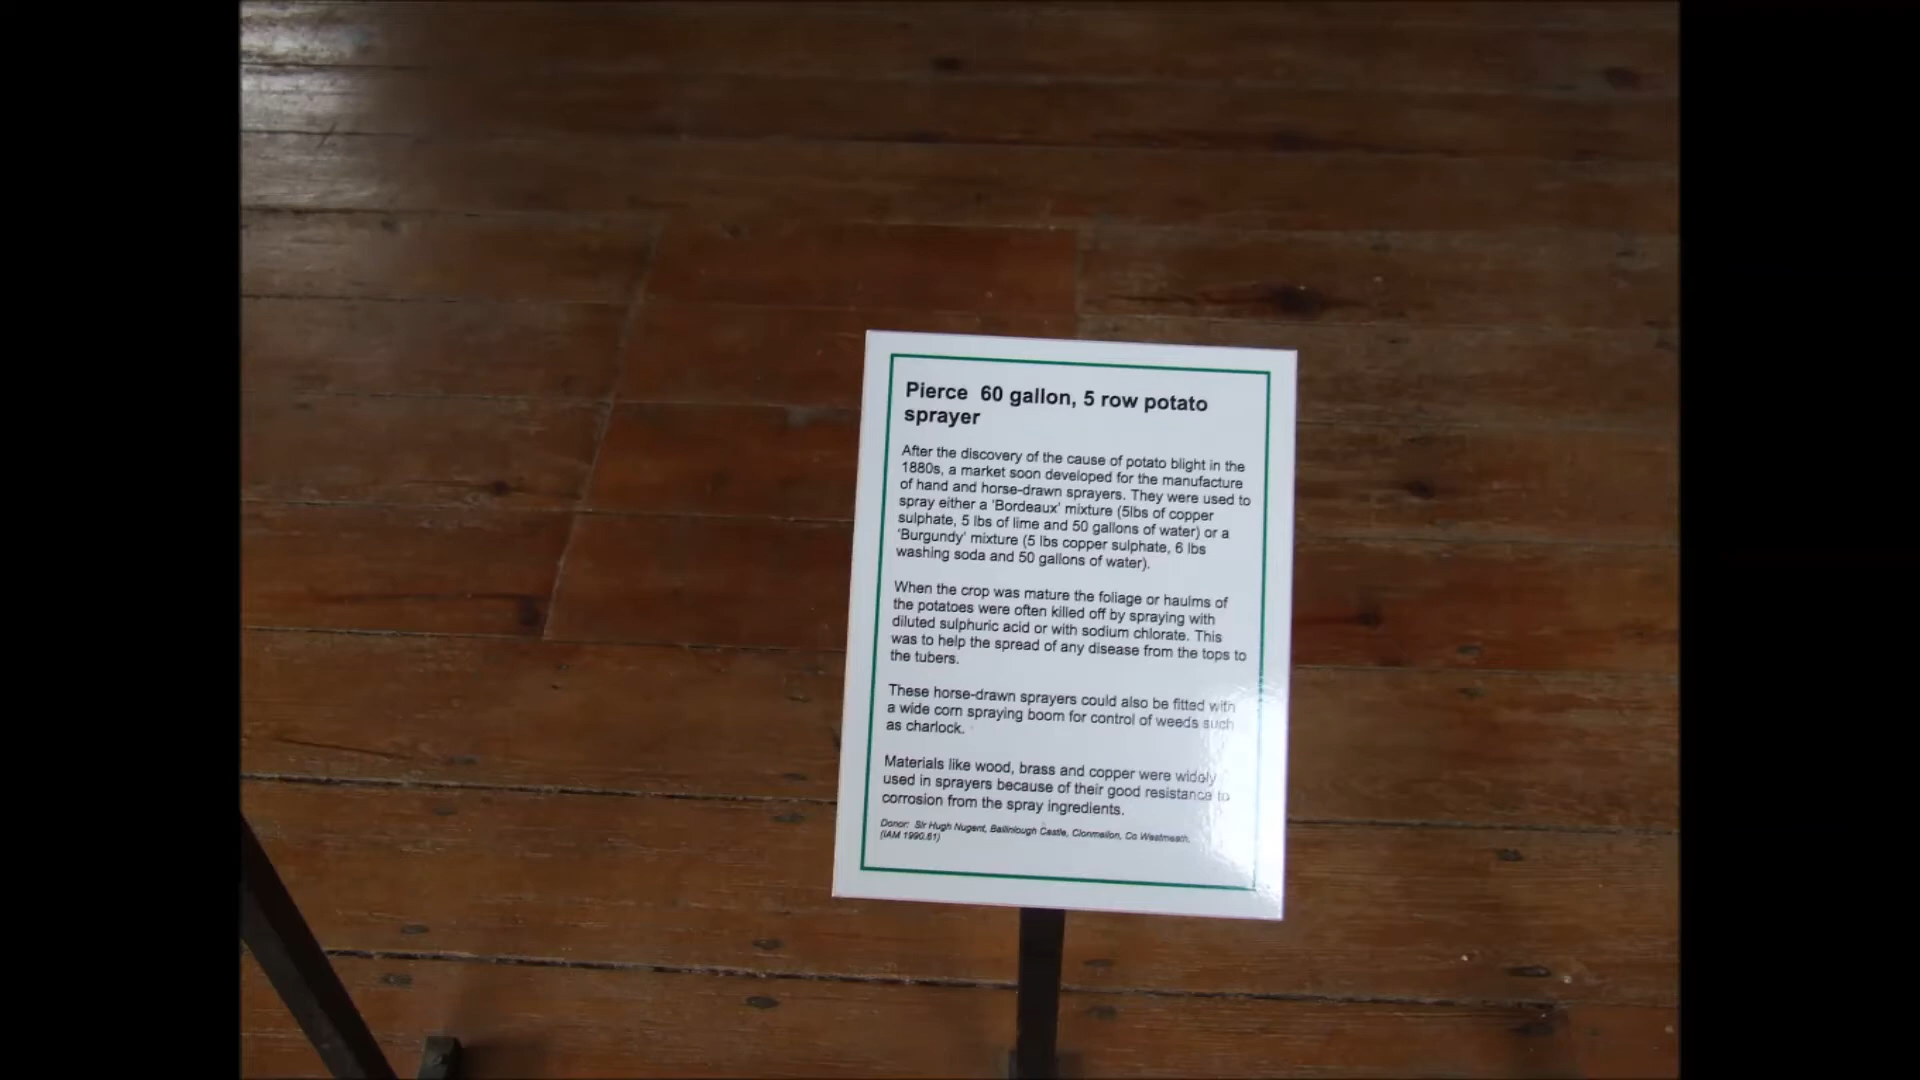 Pierce 60 gallon, 5 row potato
sprayer
After the discovery of the cause of potato blight in the
1880s, a market soon developed for the manufacture
of hand and horse-drawn sprayers. They were used to
spray either a 'Bordeaux' mixture (5lbs of copper
sulphate, 5 lbs of lime and 50 gallons of water) or a
'Burgundy' mixture (5 lbs copper sulphate, 6 lbs
washing soda and 50 gallons of water).
When the crop was mature the foliage or haulms of
the potatoes were often killed off by spraying with
diluted sulphuric acid or with sodium chlorate. This
was to help the spread of any disease from the tops to
the tubers.
These horse-drawn sprayers could also be fitted with
a wide corn spraying boom for control of weeds such
as charlock.
Materials like wood, brass and copper were widely
used in sprayers because of their good resistance to
corrosion from the spray ingredients.
Donor: Sir Hugh Nugent, Ballinlough Castle, Clonmellon, Co Westmeath.
(IAM 1990.61)